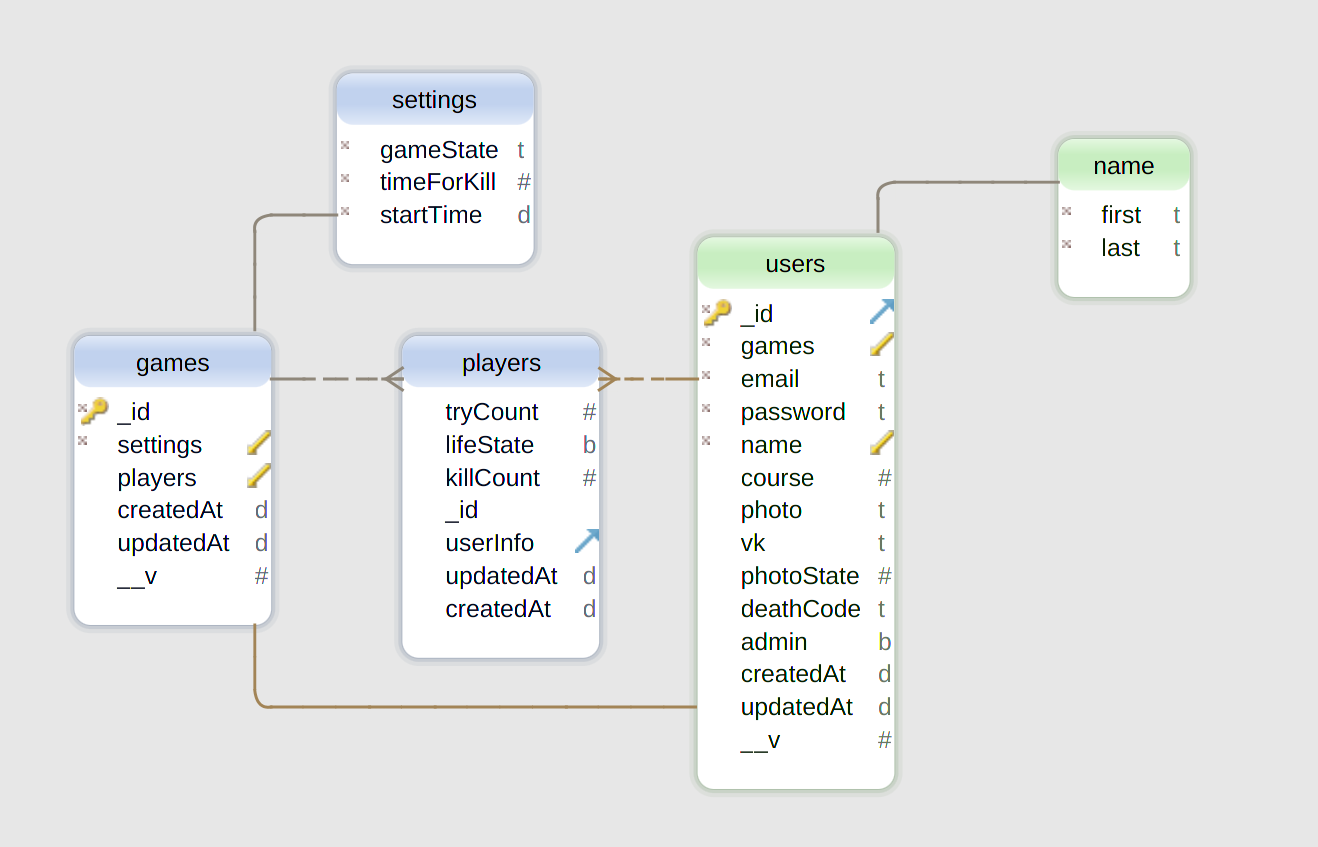 settings
gameState t
timeForKill #
startTime d
name
first t
last t
users
_id
games
email t
password t
name
course #
photo t
vk t
photoState #
deathCode t
admin b
createdAt d
updatedAt d
__v #
games
_id
settings
players
createdAt d
updatedAt d
__v #
players
tryCount #
lifeState b
killCount #
_id
userInfo
updatedAt d
createdAt d